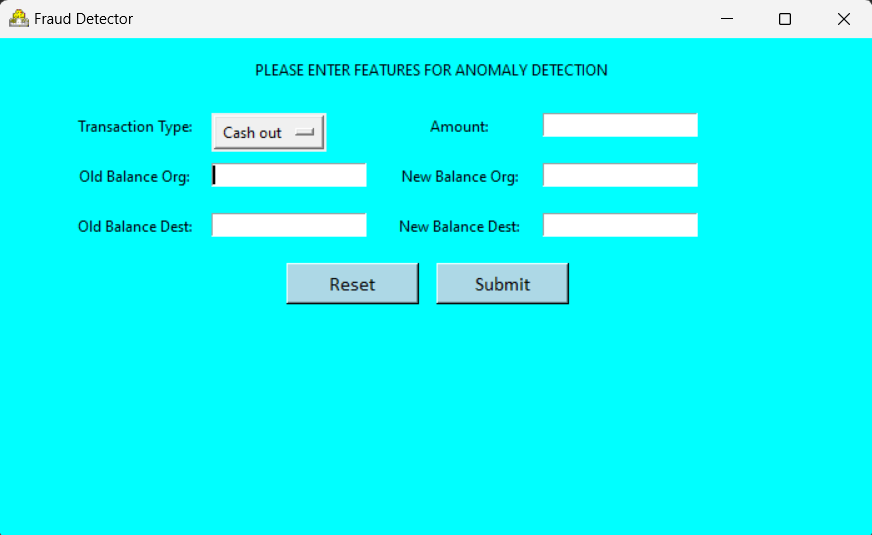 Fraud Detector
PLEASE ENTER FEATURES FOR ANOMALY DETECTION
Transaction Type: Cash out Amount:
Old Balance Org: New Balance Org:
Old Balance Dest: New Balance Dest:
Reset Submit